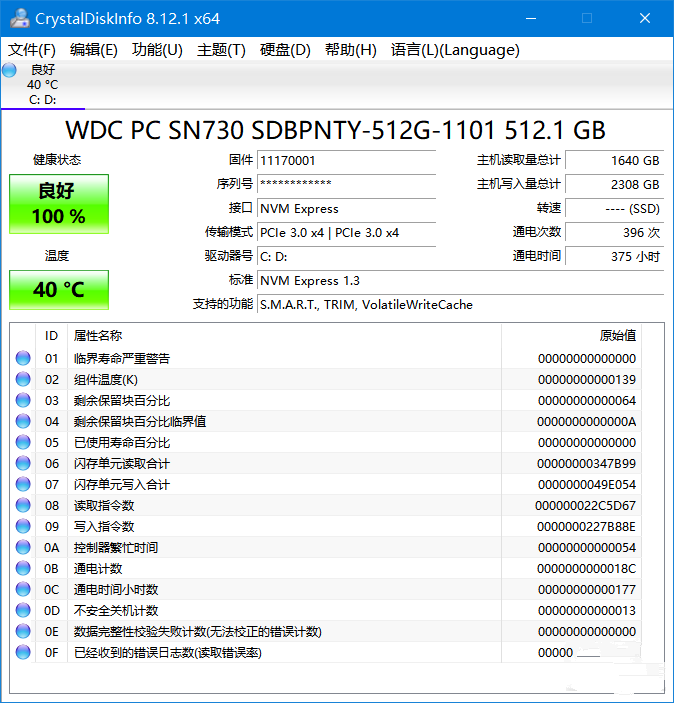 CrystalDiskInfo 8.12.1 x64
文件(F) 编辑(E) 功能(U) 主题(T) 硬盘(D) 帮助(H) 语言(L)(Language)
良好
40 °C
C: D:
WDC PC SN730 SDBPNTY-512G-1101 512.1 GB
健康状态
良好
100 %
温度
40 °C
固件 11170001
序列号 ************
接口 NVM Express
传输模式 PCIe 3.0 x4 | PCIe 3.0 x4
驱动器号 C: D:
标准 NVM Express 1.3
支持的功能 S.M.A.R.T., TRIM, VolatileWriteCache
主机读取量总计 1640 GB
主机写入量总计 2308 GB
转速 ---- (SSD)
通电次数 396 次
通电时间 375 小时
ID 属性名称 原始值
01 临界寿命严重警告 00000000000000
02 组件温度(K) 00000000000139
03 剩余保留块百分比 00000000000064
04 剩余保留块百分比临界值 0000000000000A
05 已使用寿命百分比 00000000000000
06 闪存单元读取合计 00000000347B99
07 闪存单元写入合计 0000000049E054
08 读取指令数 000000022C5D67
09 写入指令数 0000000227B88E
0A 控制器繁忙时间 00000000000054
0B 通电计数 0000000000018C
0C 通电时间小时数 00000000000177
0D 不安全关机计数 00000000000013
0E 数据完整性校验失败计数(无法校正的错误计数) 00000000000000
0F 已经收到的错误日志数(读取错误率) 00000